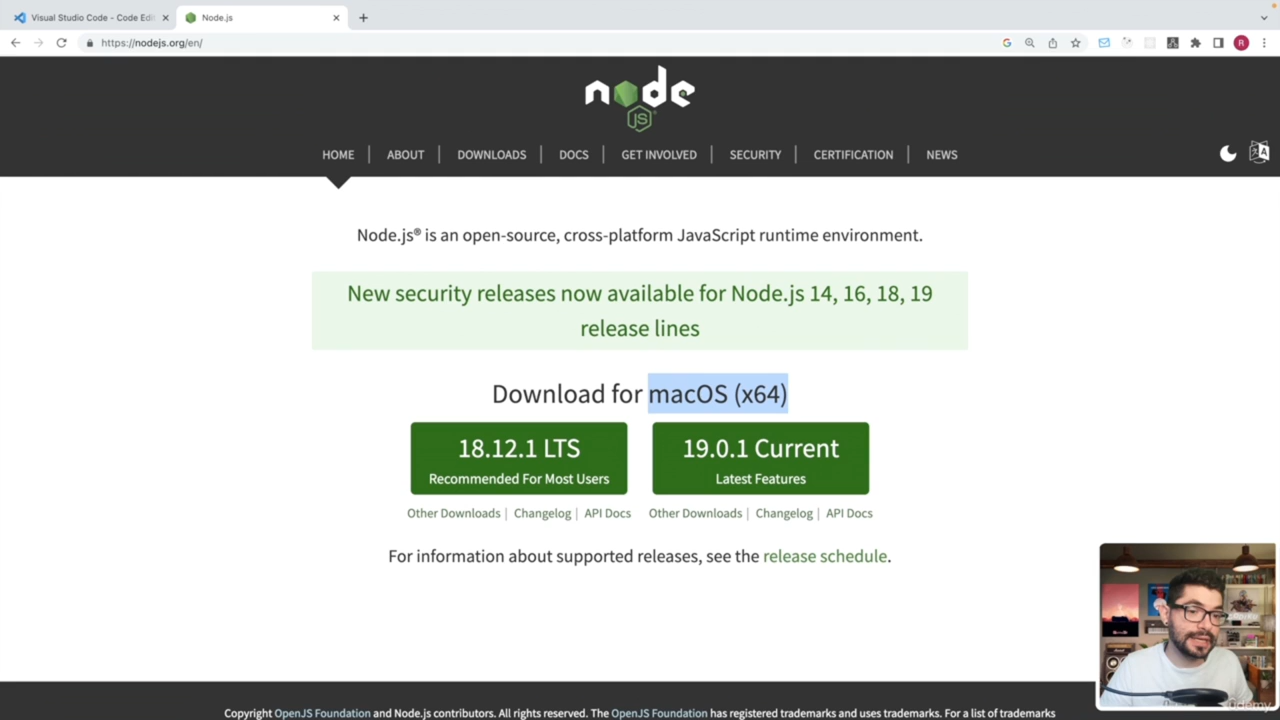 Visual Studio Code - Code Edi
Node.js
https://nodejs.org/en/
R
node
JS
HOME
ABOUT
DOWNLOADS
DOCS
GET INVOLVED
SECURITY
CERTIFICATION
NEWS
Node.js® is an open-source, cross-platform JavaScript runtime environment.
New security releases now available for Node.js 14, 16, 18, 19
release lines
Download for macOS (x64)
18.12.1 LTS
Recommended For Most Users
19.0.1 Current
Latest Features
Other Downloads | Changelog | API Docs
Other Downloads | Changelog | API Docs
For information about supported releases, see the release schedule.
Copyright OpenJS Foundation and Node.js contributors. All rights reserved. The OpenJS Foundation has registered trademarks and uses trademarks. For a list of trademarks
Udemy